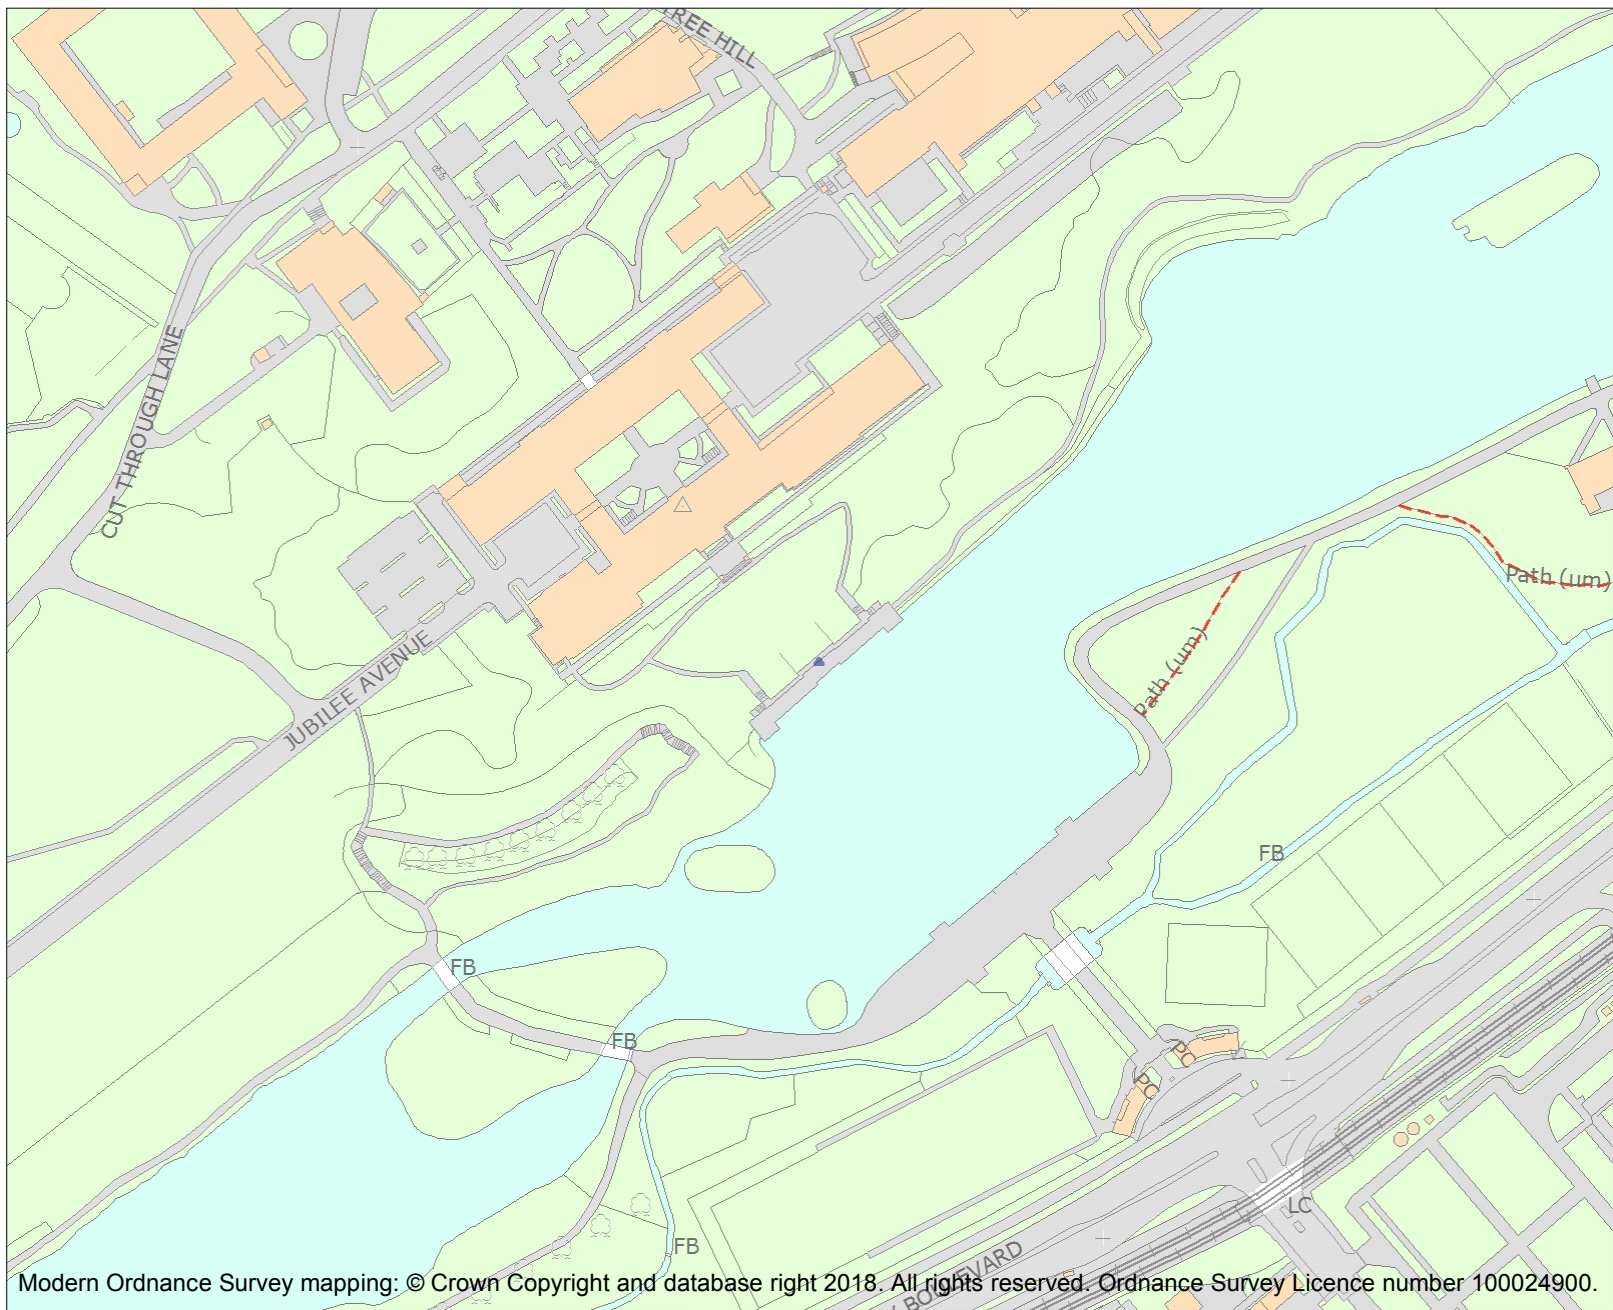 TREE HILL
CUT THROUGH LANE
Path (um)
Path (um)
JUBILEE AVENUE
FB
FB
FB
PC
PC
LC
FB
BOULEVARD
Modern Ordnance Survey mapping: © Crown Copyright and database right 2018. All rights reserved. Ordnance Survey Licence number 100024900.